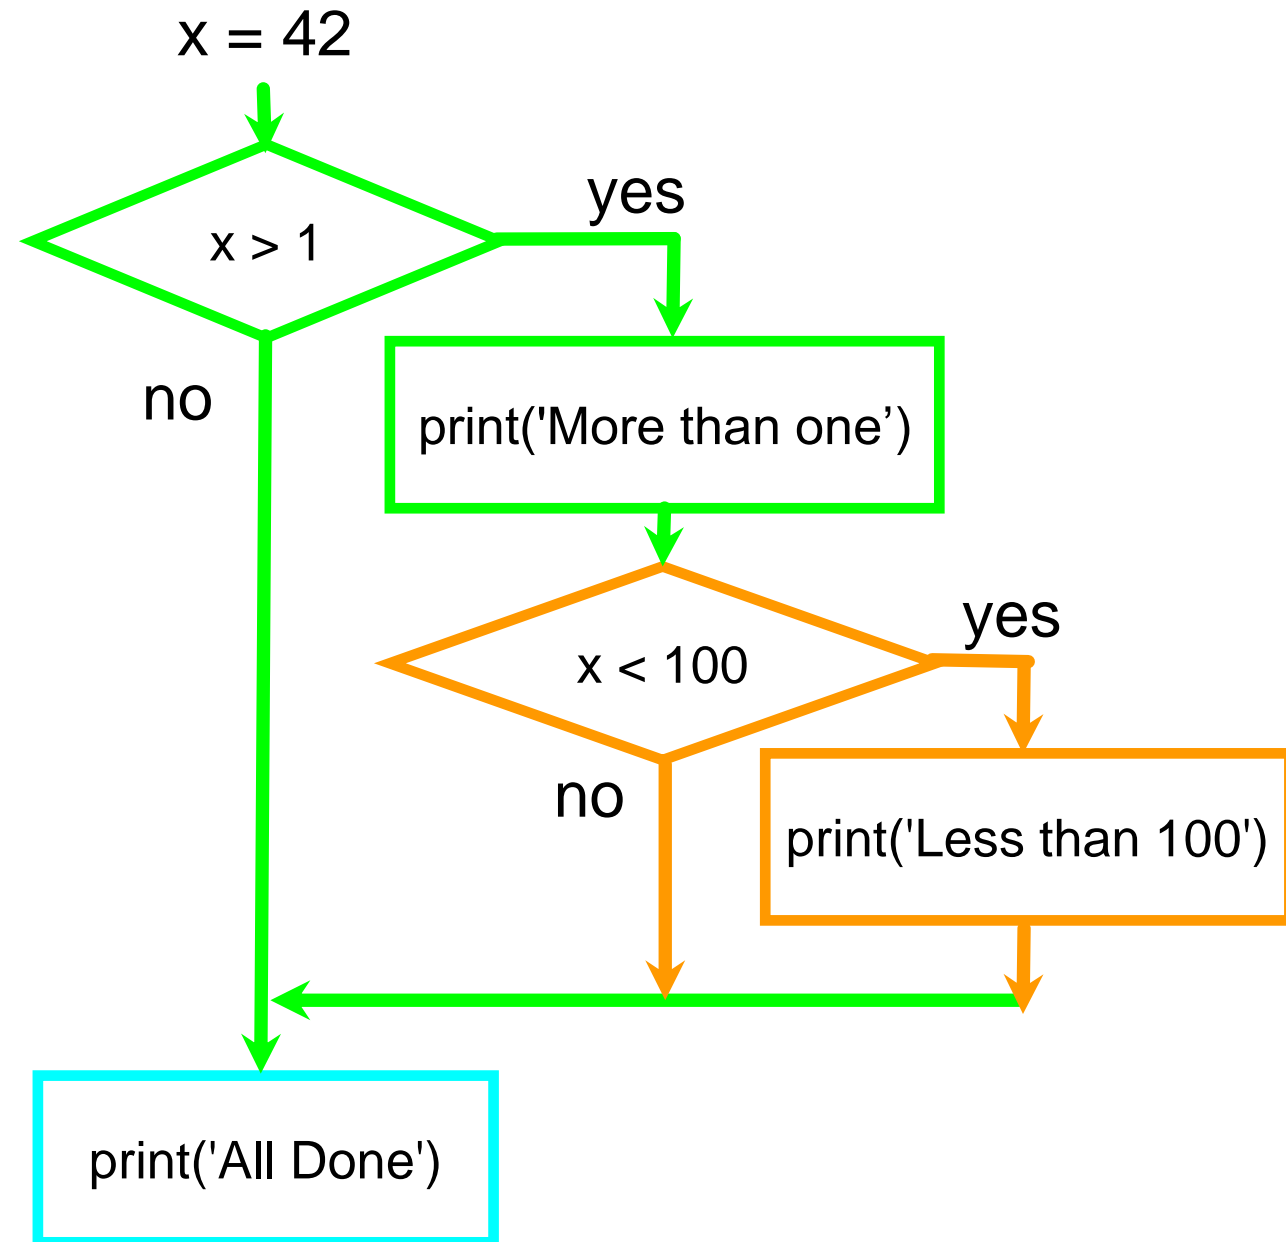 x = 42
x > 1
yes
no
print('More than one’)
x < 100
yes
no
print('Less than 100')
print('All Done')